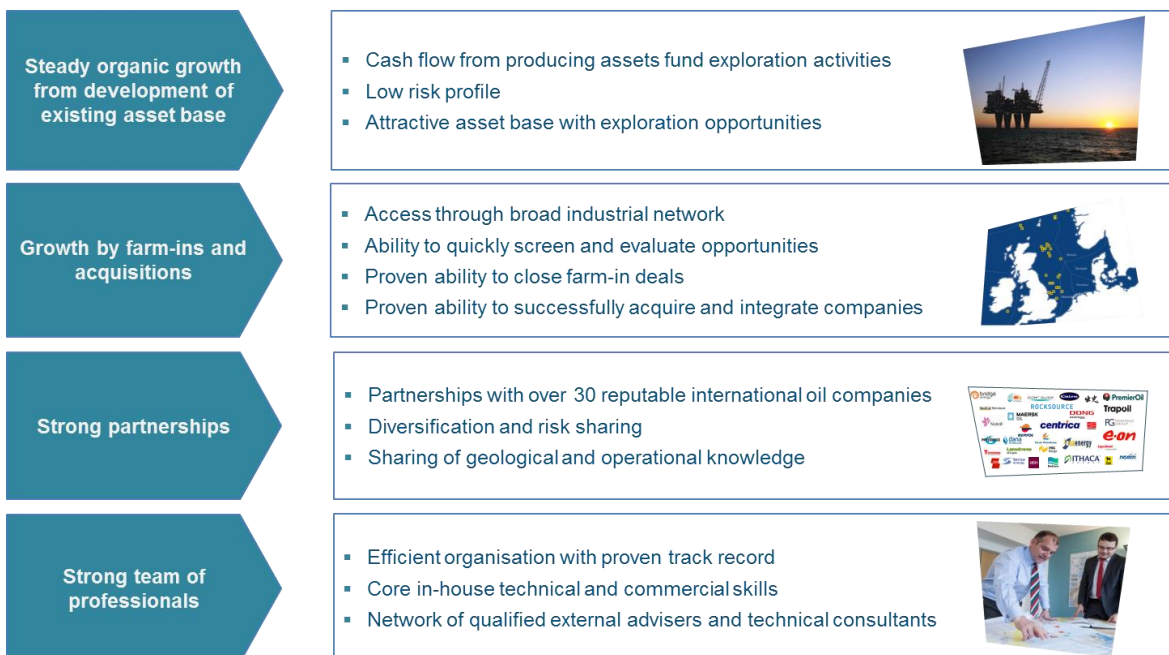 Steady organic growth
from development of
existing asset base
Cash flow from producing assets fund exploration activities
Low risk profile
Attractive asset base with exploration opportunities
Growth by farm-ins and
acquisitions
Access through broad industrial network
Ability to quickly screen and evaluate opportunities
Proven ability to close farm-in deals
Proven ability to successfully acquire and integrate companies
Strong partnerships
Partnerships with over 30 reputable international oil companies
Diversification and risk sharing
Sharing of geological and operational knowledge
bridge
Cairn
PremierOil
ROCKSOURCE
MAERSK
OIL
DONG
Trapoil
centrica
e·on
dana
ITHACA
Strong team of
professionals
Efficient organisation with proven track record
Core in-house technical and commercial skills
Network of qualified external advisers and technical consultants